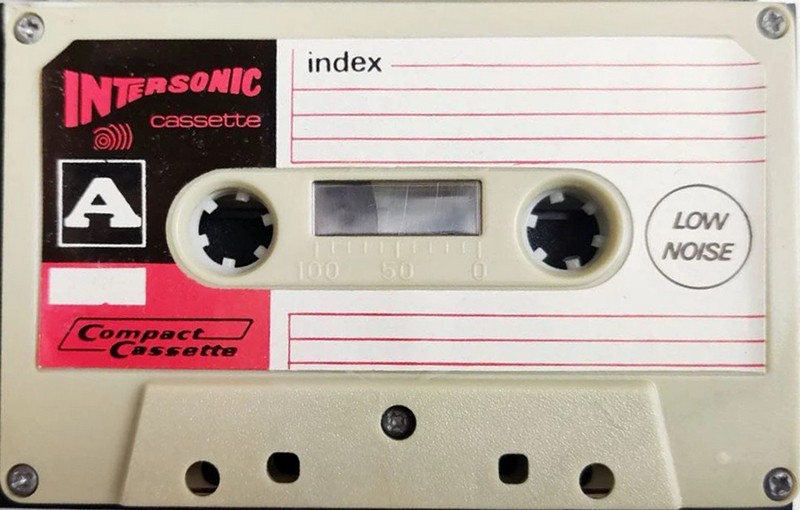 INTERSONIC
cassette
index
A
100 50 0
LOW
NOISE
Compact
Cassette